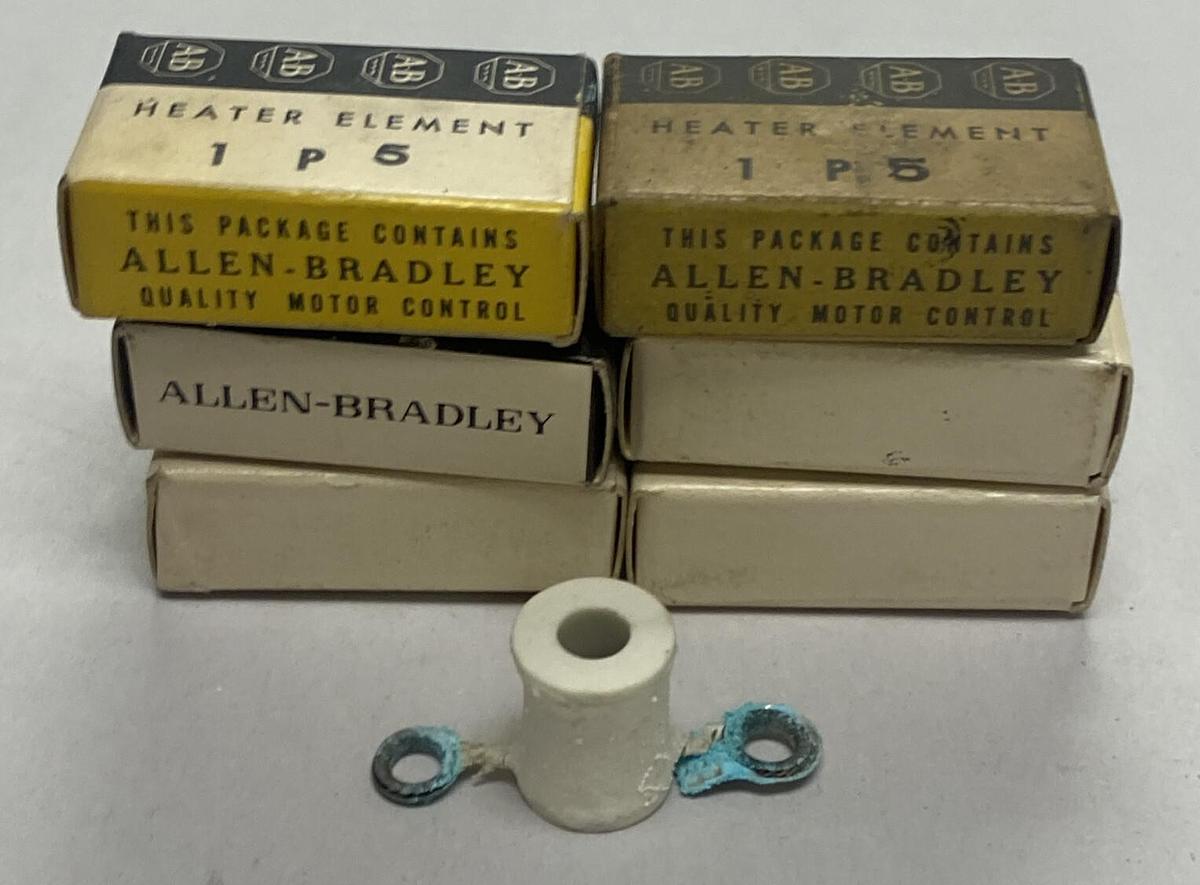 AB AB AB AB
HEATER ELEMENT
1 P 5
THIS PACKAGE CONTAINS
ALLEN-BRADLEY
QUALITY MOTOR CONTROL
AB AB AB AB
HEATER ELEMENT
1 P 5
THIS PACKAGE CONTAINS
ALLEN-BRADLEY
QUALITY MOTOR CONTROL
ALLEN-BRADLEY